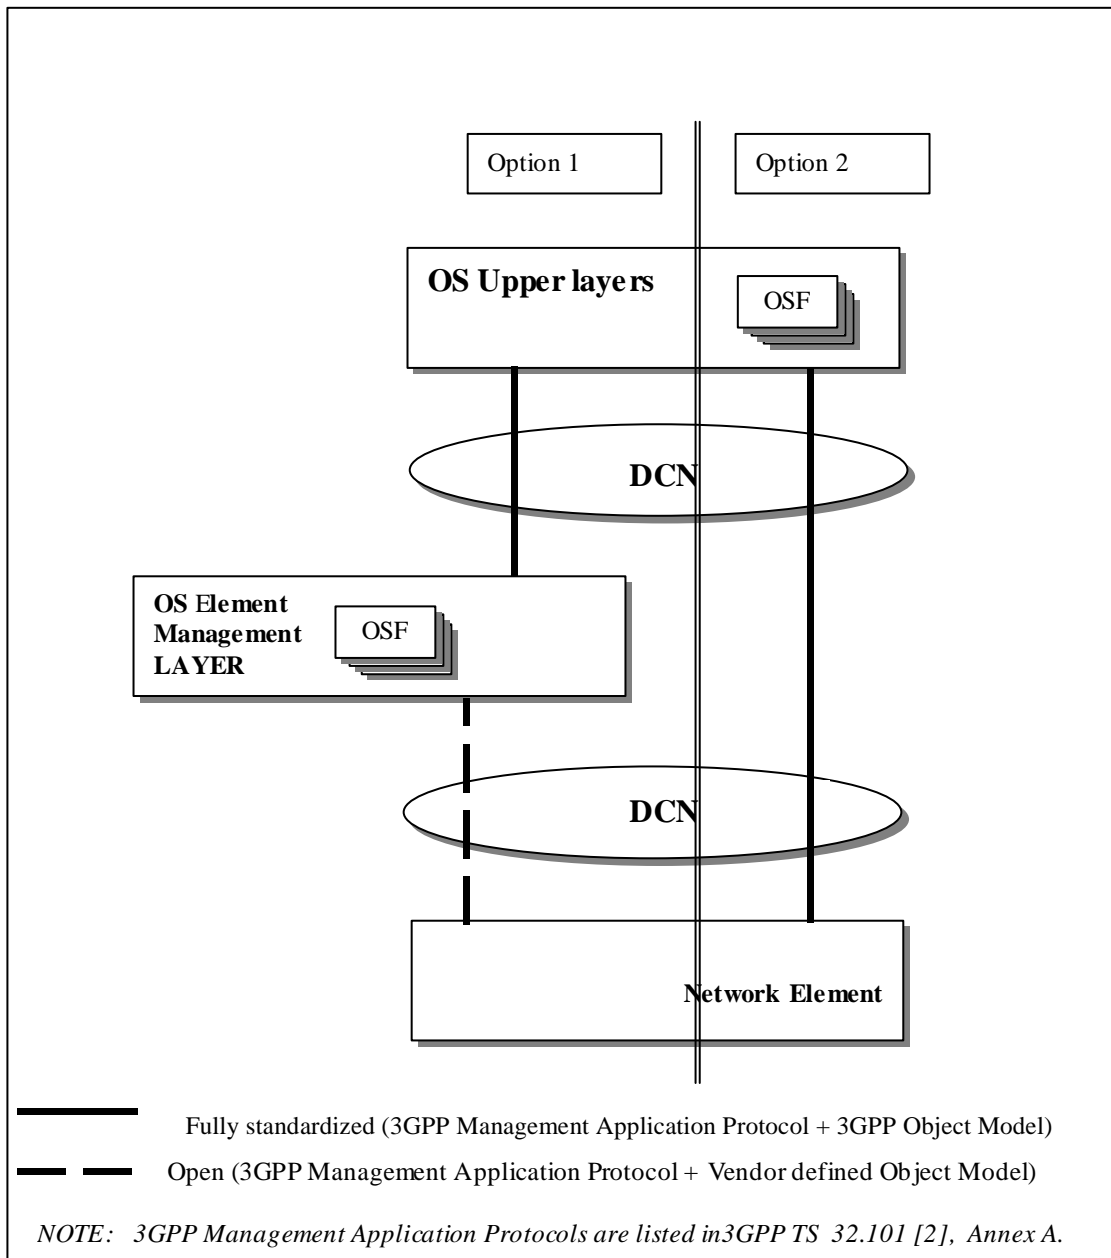 Option 1
Option 2
OS Upper layers
OSF
DCN
OS Element
Management
LAYER
OSF
DCN
Network Element
Fully standardized (3GPP Management Application Protocol + 3GPP Object Model)
Open (3GPP Management Application Protocol + Vendor defined Object Model)
NOTE: 3GPP Management Application Protocols are listed in3GPP TS 32.101 [2], Annex A.